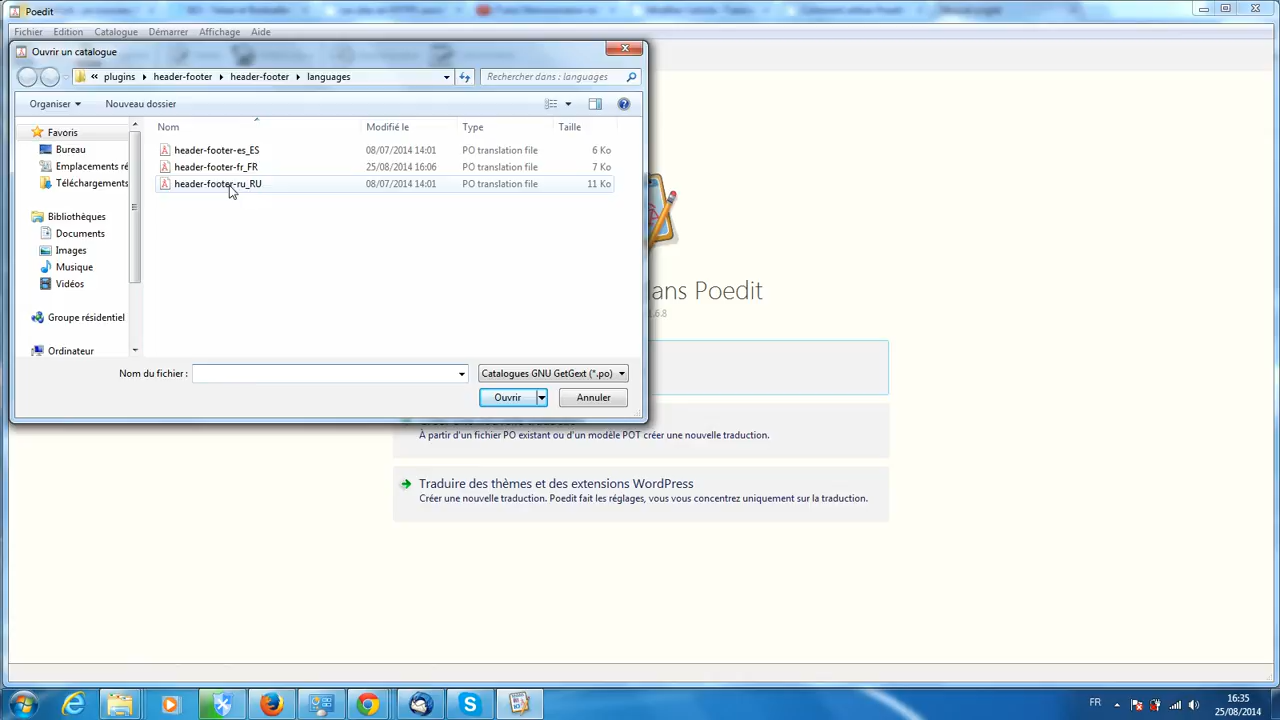 Poedit
Fichier Edition Catalogue Démarrer Affichage Aide
Ouvrir un catalogue
« plugins header-footer header-footer languages
Rechercher dans : languages
Organiser Nouveau dossier
Nom Modifié le Type Taille
header-footer-es_ES 08/07/2014 14:01 PO translation file 6 Ko
header-footer-fr_FR 25/08/2014 16:06 PO translation file 7 Ko
header-footer-ru_RU 08/07/2014 14:01 PO translation file 11 Ko
Favoris
Bureau
Emplacements ré
Téléchargements
Bibliothèques
Documents
Images
Musique
Vidéos
Groupe résidentiel
Ordinateur
Nom du fichier :
Catalogues GNU GetGext (*.po)
Ouvrir Annuler
ans Poedit
.6.8
À partir d'un fichier PO existant ou d'un modèle POT créer une nouvelle traduction.
Traduire des thèmes et des extensions WordPress
Créer une nouvelle traduction. Poedit fait les réglages, vous vous concentrez uniquement sur la traduction.
FR
16:35
25/08/2014